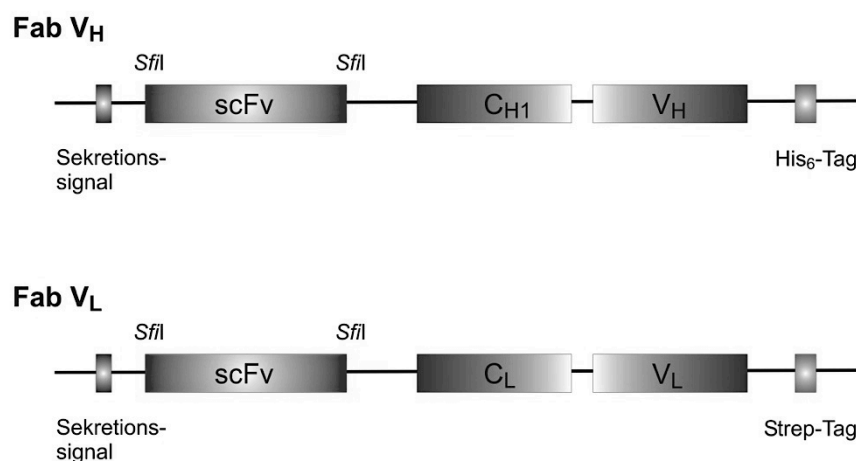 Fab VH
SfiI SfiI
scFv CH1 VH
Sekretions-
signal
His6-Tag
Fab VL
SfiI SfiI
scFv CL VL
Sekretions-
signal
Strep-Tag